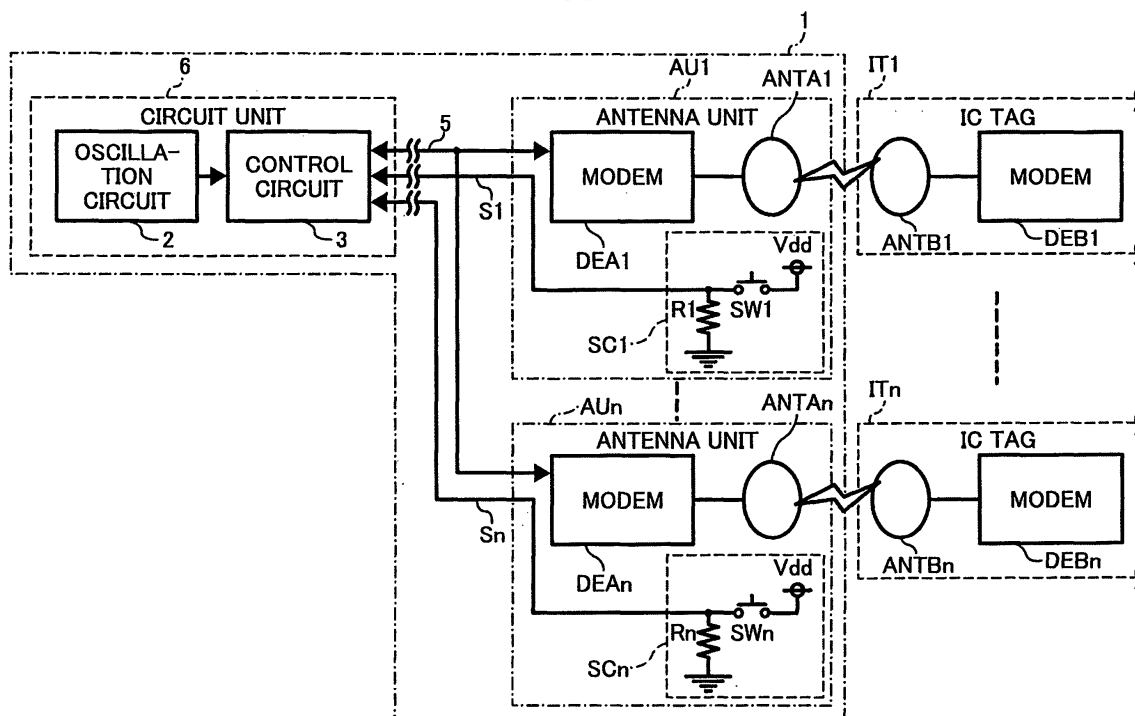 1
6
AU1
ANTA1
IT1
CIRCUIT UNIT
5
ANTENNA UNIT
IC TAG
OSCILLA-
TION
CIRCUIT
CONTROL
CIRCUIT
MODEM
MODEM
S1
2
3
DEA1
ANTB1
DEB1
Vdd
R1
SW1
SC1
AUn
ANTAn
ITn
ANTENNA UNIT
IC TAG
MODEM
MODEM
Sn
DEAn
ANTBn
DEBn
Vdd
Rn
SWn
SCn